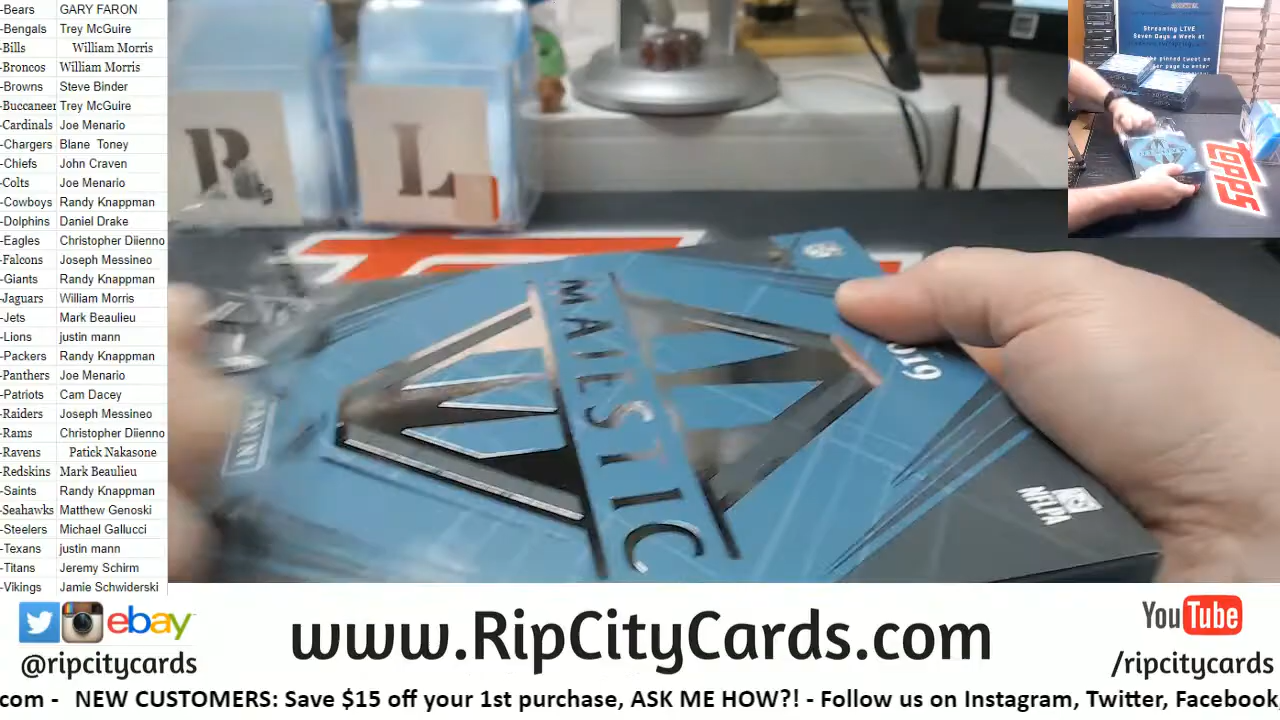 -Bears GARY FARON
-Bengals Trey McGuire
-Bills William Morris
-Broncos William Morris
-Browns Steve Binder
-Buccaneer Trey McGuire
-Cardinals Joe Menario
-Chargers Blane Toney
-Chiefs John Craven
-Colts Joe Menario
-Cowboys Randy Knappman
-Dolphins Daniel Drake
-Eagles Christopher Diienno
-Falcons Joseph Messineo
-Giants Randy Knappman
-Jaguars William Morris
-Jets Mark Beaulieu
-Lions justin mann
-Packers Randy Knappman
-Panthers Joe Menario
-Patriots Cam Dacey
-Raiders Joseph Messineo
-Rams Christopher Diienno
-Ravens Patick Nakasone
-Redskins Mark Beaulieu
-Saints Randy Knappman
-Seahawks Matthew Genoski
-Steelers Michael Gallucci
-Texans justin mann
-Titans Jeremy Schirm
-Vikings Jamie Schwiderski
R L
MAJESTIC
PANINI
2019
NFLPA
Streaming LIVE
Seven Days a Week at
pinned tweet on
page to enter
topps
ebay
@ripcitycards
www.RipCityCards.com
YouTube
/ripcitycards
com - NEW CUSTOMERS: Save $15 off your 1st purchase, ASK ME HOW?! - Follow us on Instagram, Twitter, Facebook,